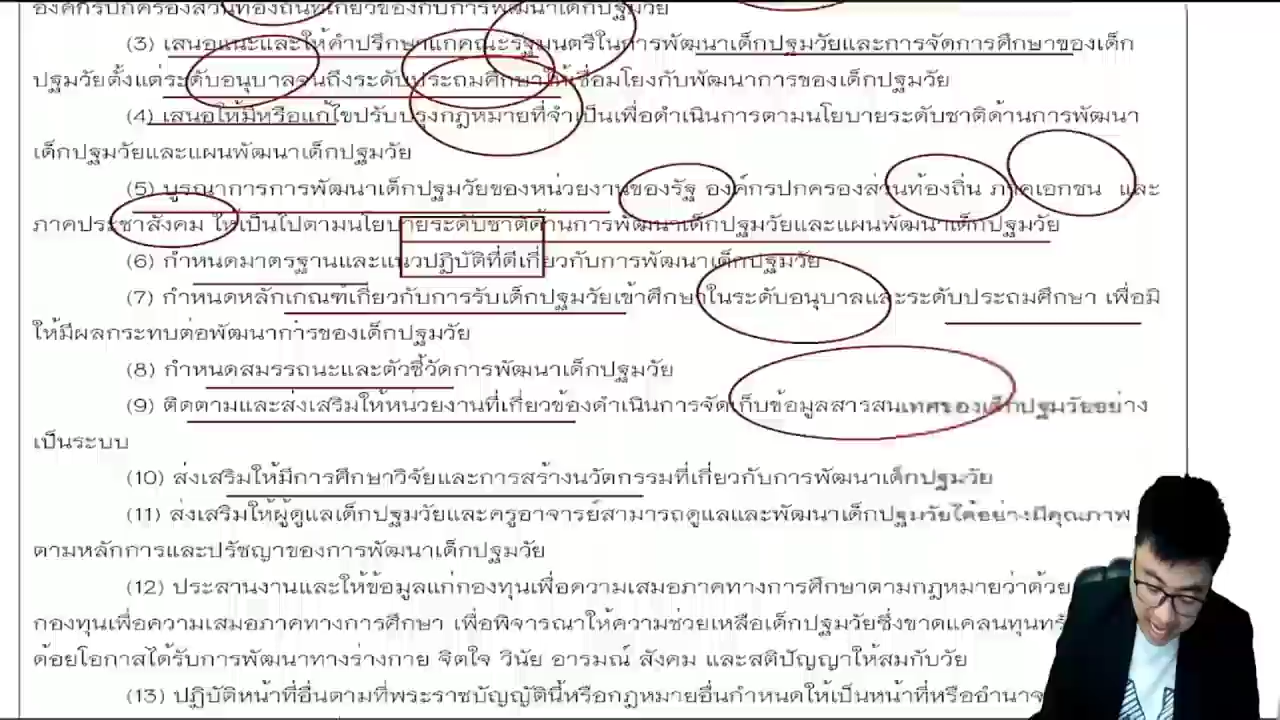 องค์กรปกครองส่วนท้องถิ่นที่เกี่ยวข้องกับการพัฒนาเด็กปฐมวัย
(3) เสนอแนะและให้คำปรึกษาแก่คณะรัฐมนตรีในการพัฒนาเด็กปฐมวัยและการจัดการศึกษาของเด็ก
ปฐมวัยตั้งแต่ระดับอนุบาลจนถึงระดับประถมศึกษาให้เชื่อมโยงกับพัฒนาการของเด็กปฐมวัย
(4) เสนอให้มีหรือแก้ไขปรับปรุงกฎหมายที่จำเป็นเพื่อดำเนินการตามนโยบายระดับชาติด้านการพัฒนา
เด็กปฐมวัยและแผนพัฒนาเด็กปฐมวัย
(5) บูรณาการการพัฒนาเด็กปฐมวัยของหน่วยงานของรัฐ องค์กรปกครองส่วนท้องถิ่น ภาคเอกชน และ
ภาคประชาสังคม ให้เป็นไปตามนโยบายระดับชาติด้านการพัฒนาเด็กปฐมวัยและแผนพัฒนาเด็กปฐมวัย
(6) กำหนดมาตรฐานและแนวปฏิบัติที่ดีเกี่ยวกับการพัฒนาเด็กปฐมวัย
(7) กำหนดหลักเกณฑ์เกี่ยวกับการรับเด็กปฐมวัยเข้าศึกษาในระดับอนุบาลและระดับประถมศึกษา เพื่อมิ
ให้มีผลกระทบต่อพัฒนาการของเด็กปฐมวัย
(8) กำหนดสมรรถนะและตัวชี้วัดการพัฒนาเด็กปฐมวัย
(9) ติดตามและส่งเสริมให้หน่วยงานที่เกี่ยวข้องดำเนินการจัดเก็บข้อมูลสารสนเทศของเด็กปฐมวัยอย่าง
เป็นระบบ
(10) ส่งเสริมให้มีการศึกษาวิจัยและการสร้างนวัตกรรมที่เกี่ยวกับการพัฒนาเด็กปฐมวัย
(11) ส่งเสริมให้ผู้ดูแลเด็กปฐมวัยและครูอาจารย์สามารถดูแลและพัฒนาเด็กปฐมวัยได้อย่างมีคุณภาพ
ตามหลักการและปรัชญาของการพัฒนาเด็กปฐมวัย
(12) ประสานงานและให้ข้อมูลแก่กองทุนเพื่อความเสมอภาคทางการศึกษาตามกฎหมายว่าด้วย
กองทุนเพื่อความเสมอภาคทางการศึกษา เพื่อพิจารณาให้ความช่วยเหลือเด็กปฐมวัยซึ่งขาดแคลนทุนทรั
ด้อยโอกาสได้รับการพัฒนาทางร่างกาย จิตใจ วินัย อารมณ์ สังคม และสติปัญญาให้สมกับวัย
(13) ปฏิบัติหน้าที่อื่นตามที่พระราชบัญญัตินี้หรือกฎหมายอื่นกำหนดให้เป็นหน้าที่หรืออำนาจ